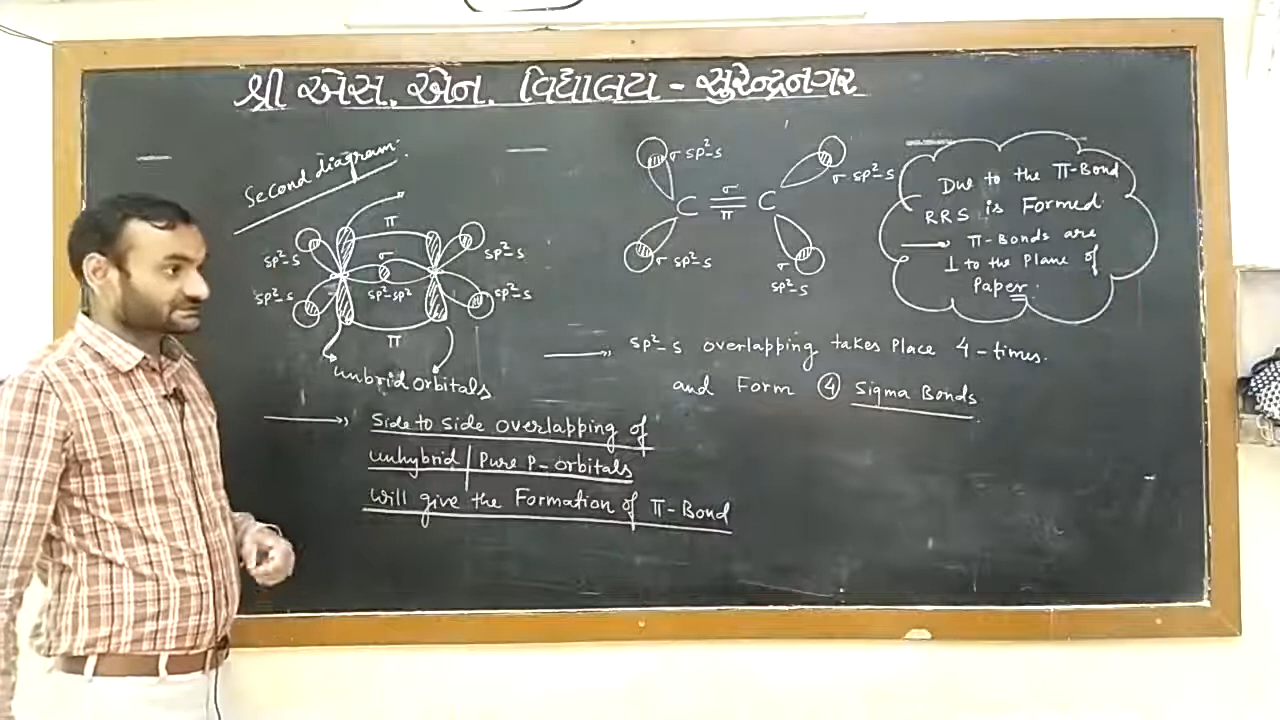 શ્રી એસ. એન. વિદ્યાલય - સુરેન્દ્રનગર
Second diagram:
π
sp²-s
sp²-s
σ
sp²-s
sp²-sp²
sp²-s
π
unbrid orbitals
σ sp²-s
σ sp²-s
C σ π C
σ sp²-s
σ
sp²-s
Due to the π-Bond
RRS is Formed.
π-Bonds are
⊥ to the Plane of
Paper.
sp²-s overlapping takes Place 4-times.
and Form ④ Sigma Bonds
Side to side overlapping of
unhybrid | Pure P-orbitals
will give the Formation of π-Bond